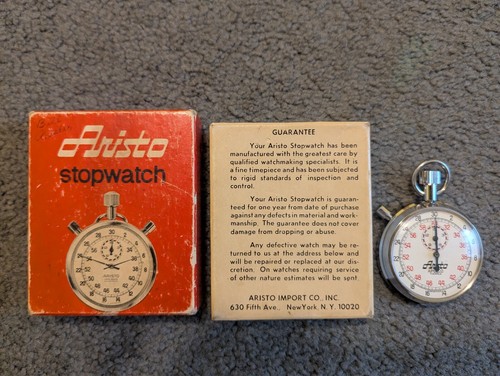 Aristo
stopwatch
GUARANTEE
Your Aristo Stopwatch has been
manufactured with the greatest care by
qualified watchmaking specialists. It is
a fine timepiece and has been subjected
to rigid standards of inspection and
control.
Your Aristo Stopwatch is guaran-
teed for one year from date of purchase
against any defects in material and work-
manship. The guarantee does not cover
damage from dropping or abuse.
Any defective watch may be re-
turned to us at the address below and
will be repaired or replaced at our dis-
cretion. On watches requiring service
of other nature estimates will be sent.
ARISTO IMPORT CO., INC.
630 Fifth Ave., NewYork, N.Y. 10020
Aristo